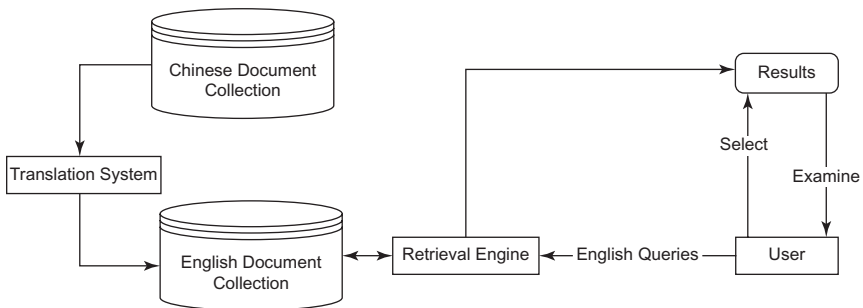 Chinese Document
Collection
Results
Select
Translation System
Examine
English Document
Collection
Retrieval Engine
English Queries
User